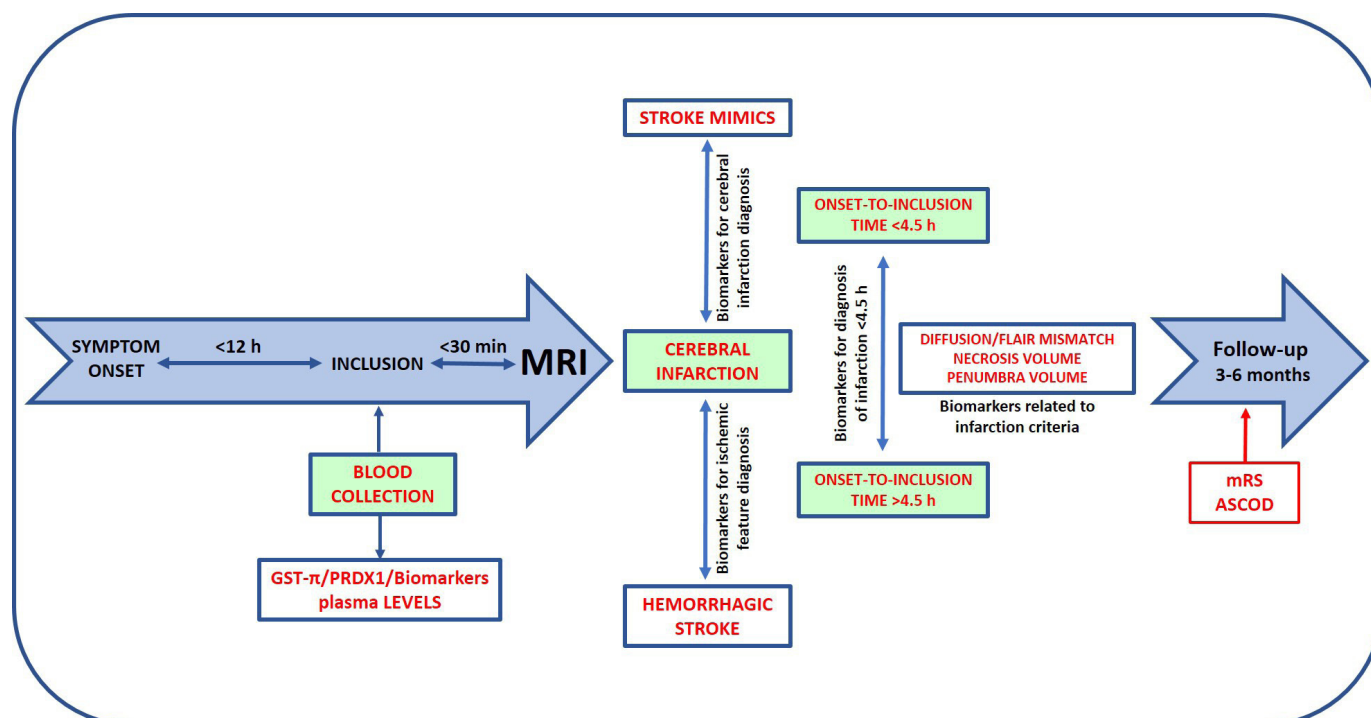 SYMPTOM
ONSET
<12 h
INCLUSION
<30 min
MRI
BLOOD
COLLECTION
GST-π/PRDX1/Biomarkers
plasma LEVELS
STROKE MIMICS
Biomarkers for cerebral
infarction diagnosis
CEREBRAL
INFARCTION
Biomarkers for ischemic
feature diagnosis
HEMORRHAGIC
STROKE
ONSET-TO-INCLUSION
TIME <4.5 h
Biomarkers for diagnosis
of infarction <4.5 h
ONSET-TO-INCLUSION
TIME >4.5 h
DIFFUSION/FLAIR MISMATCH
NECROSIS VOLUME
PENUMBRA VOLUME
Biomarkers related to
infarction criteria
Follow-up
3-6 months
mRS
ASCOD